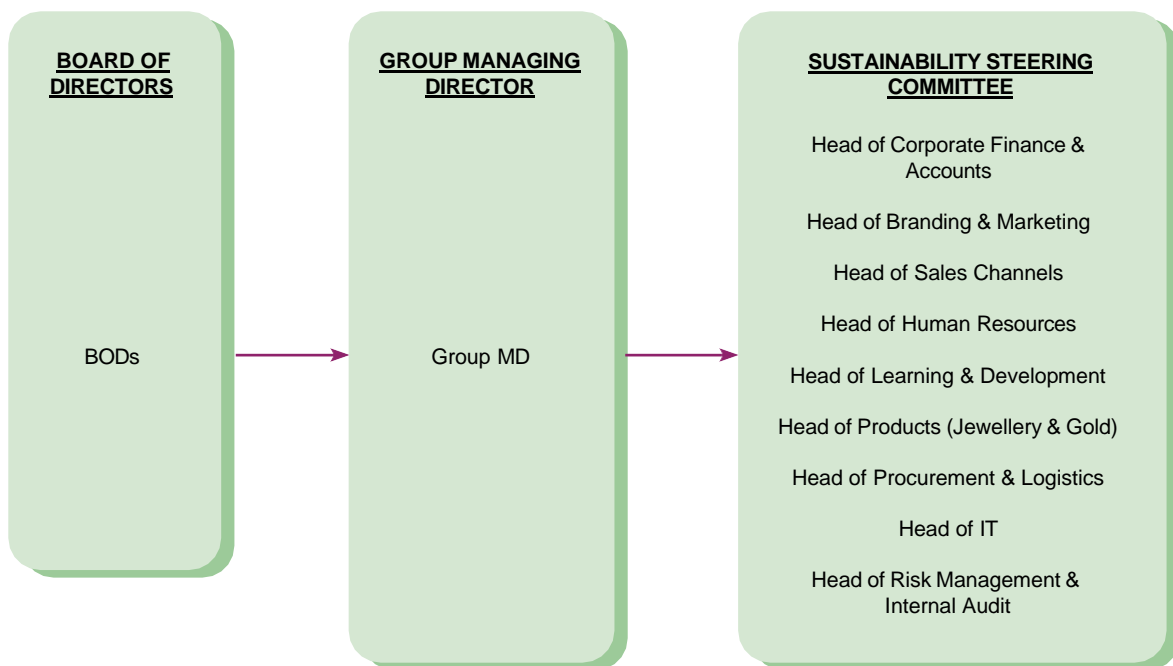 BOARD OF
DIRECTORS
BODs
GROUP MANAGING
DIRECTOR
Group MD
SUSTAINABILITY STEERING
COMMITTEE
Head of Corporate Finance &
Accounts
Head of Branding & Marketing
Head of Sales Channels
Head of Human Resources
Head of Learning & Development
Head of Products (Jewellery & Gold)
Head of Procurement & Logistics
Head of IT
Head of Risk Management &
Internal Audit